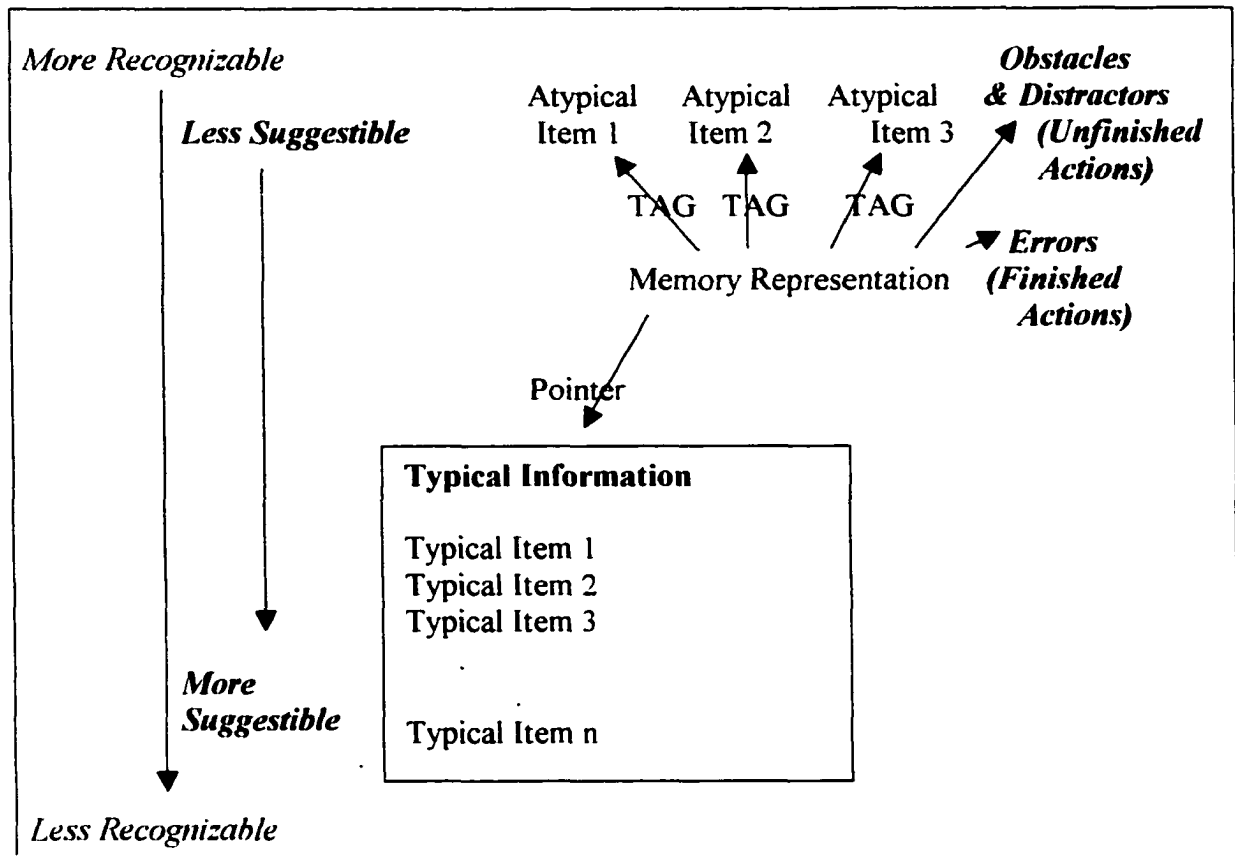 More Recognizable
Less Suggestible
Atypical
Item 1
Atypical
Item 2
Atypical
Item 3
Obstacles
& Distractors
(Unfinished
Actions)
TAG TAG TAG
Errors
(Finished
Actions)
Memory Representation
Pointer
Typical Information
Typical Item 1
Typical Item 2
Typical Item 3
.
.
Typical Item n
More
Suggestible
Less Recognizable